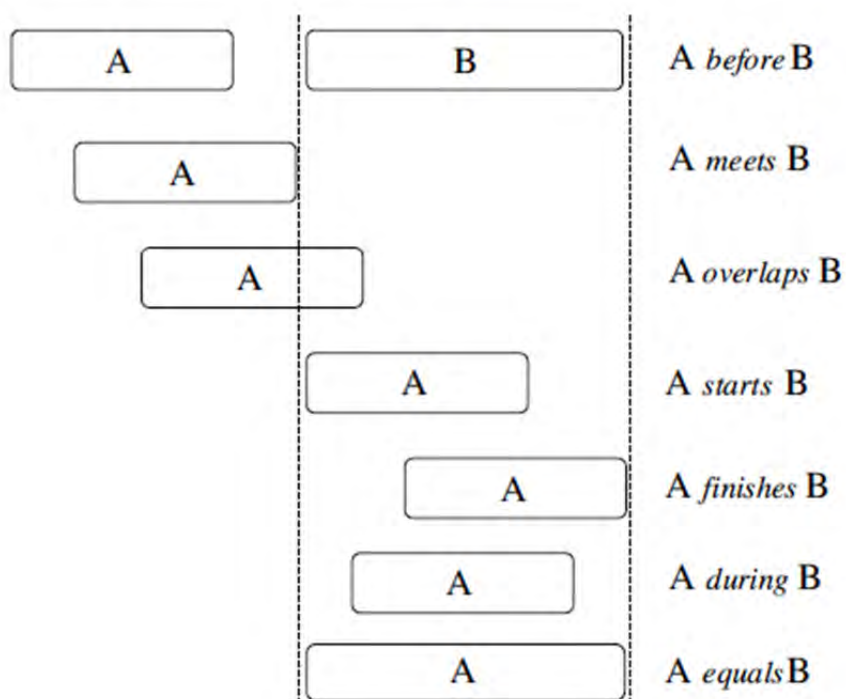 A B A before B
A A meets B
A A overlaps B
A A starts B
A A finishes B
A A during B
A A equals B